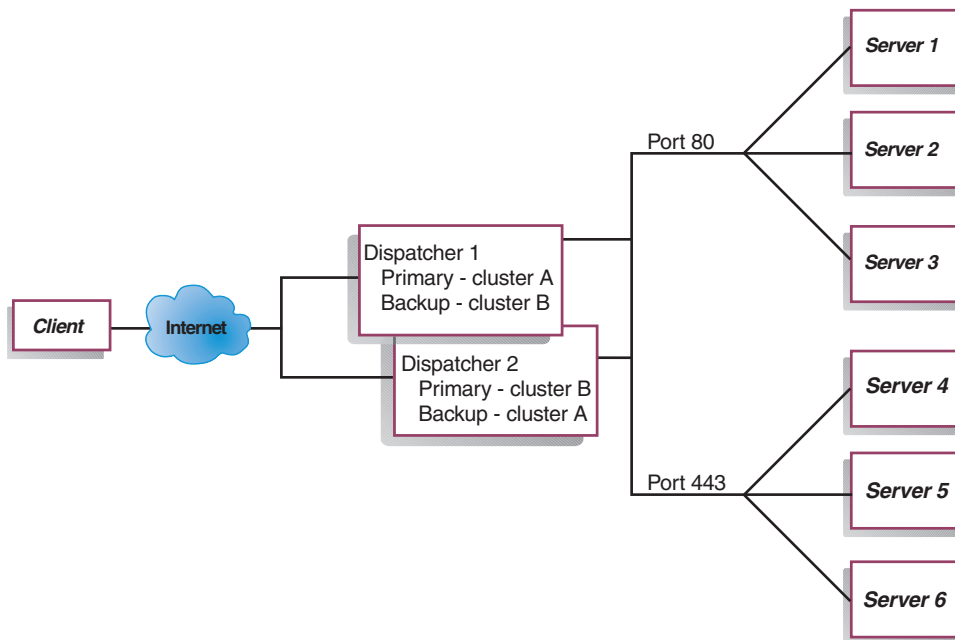 Client
Internet
Dispatcher 1
Primary - cluster A
Backup - cluster B
Dispatcher 2
Primary - cluster B
Backup - cluster A
Port 80
Server 1
Server 2
Server 3
Port 443
Server 4
Server 5
Server 6